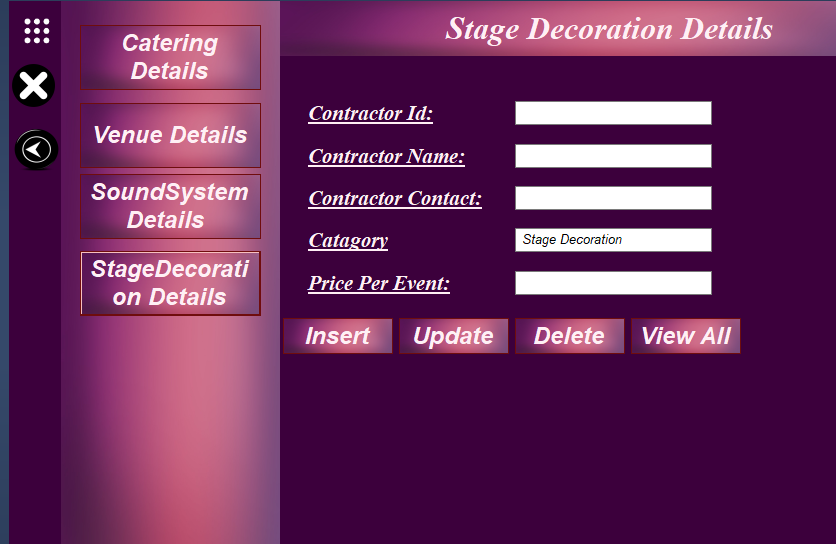 Catering
Details
Venue Details
SoundSystem
Details
StageDecorati
on Details
Stage Decoration Details
Contractor Id:
Contractor Name:
Contractor Contact:
Catagory
Stage Decoration
Price Per Event:
Insert
Update
Delete
View All